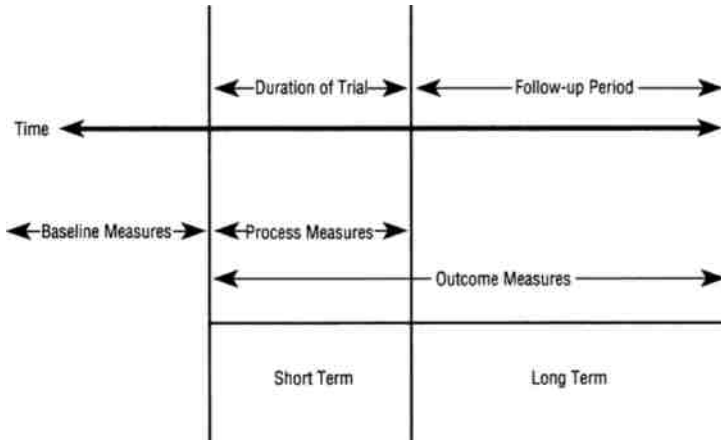 Duration of Trial
Follow-up Period
Time
Baseline Measures
Process Measures
Outcome Measures
Short Term
Long Term